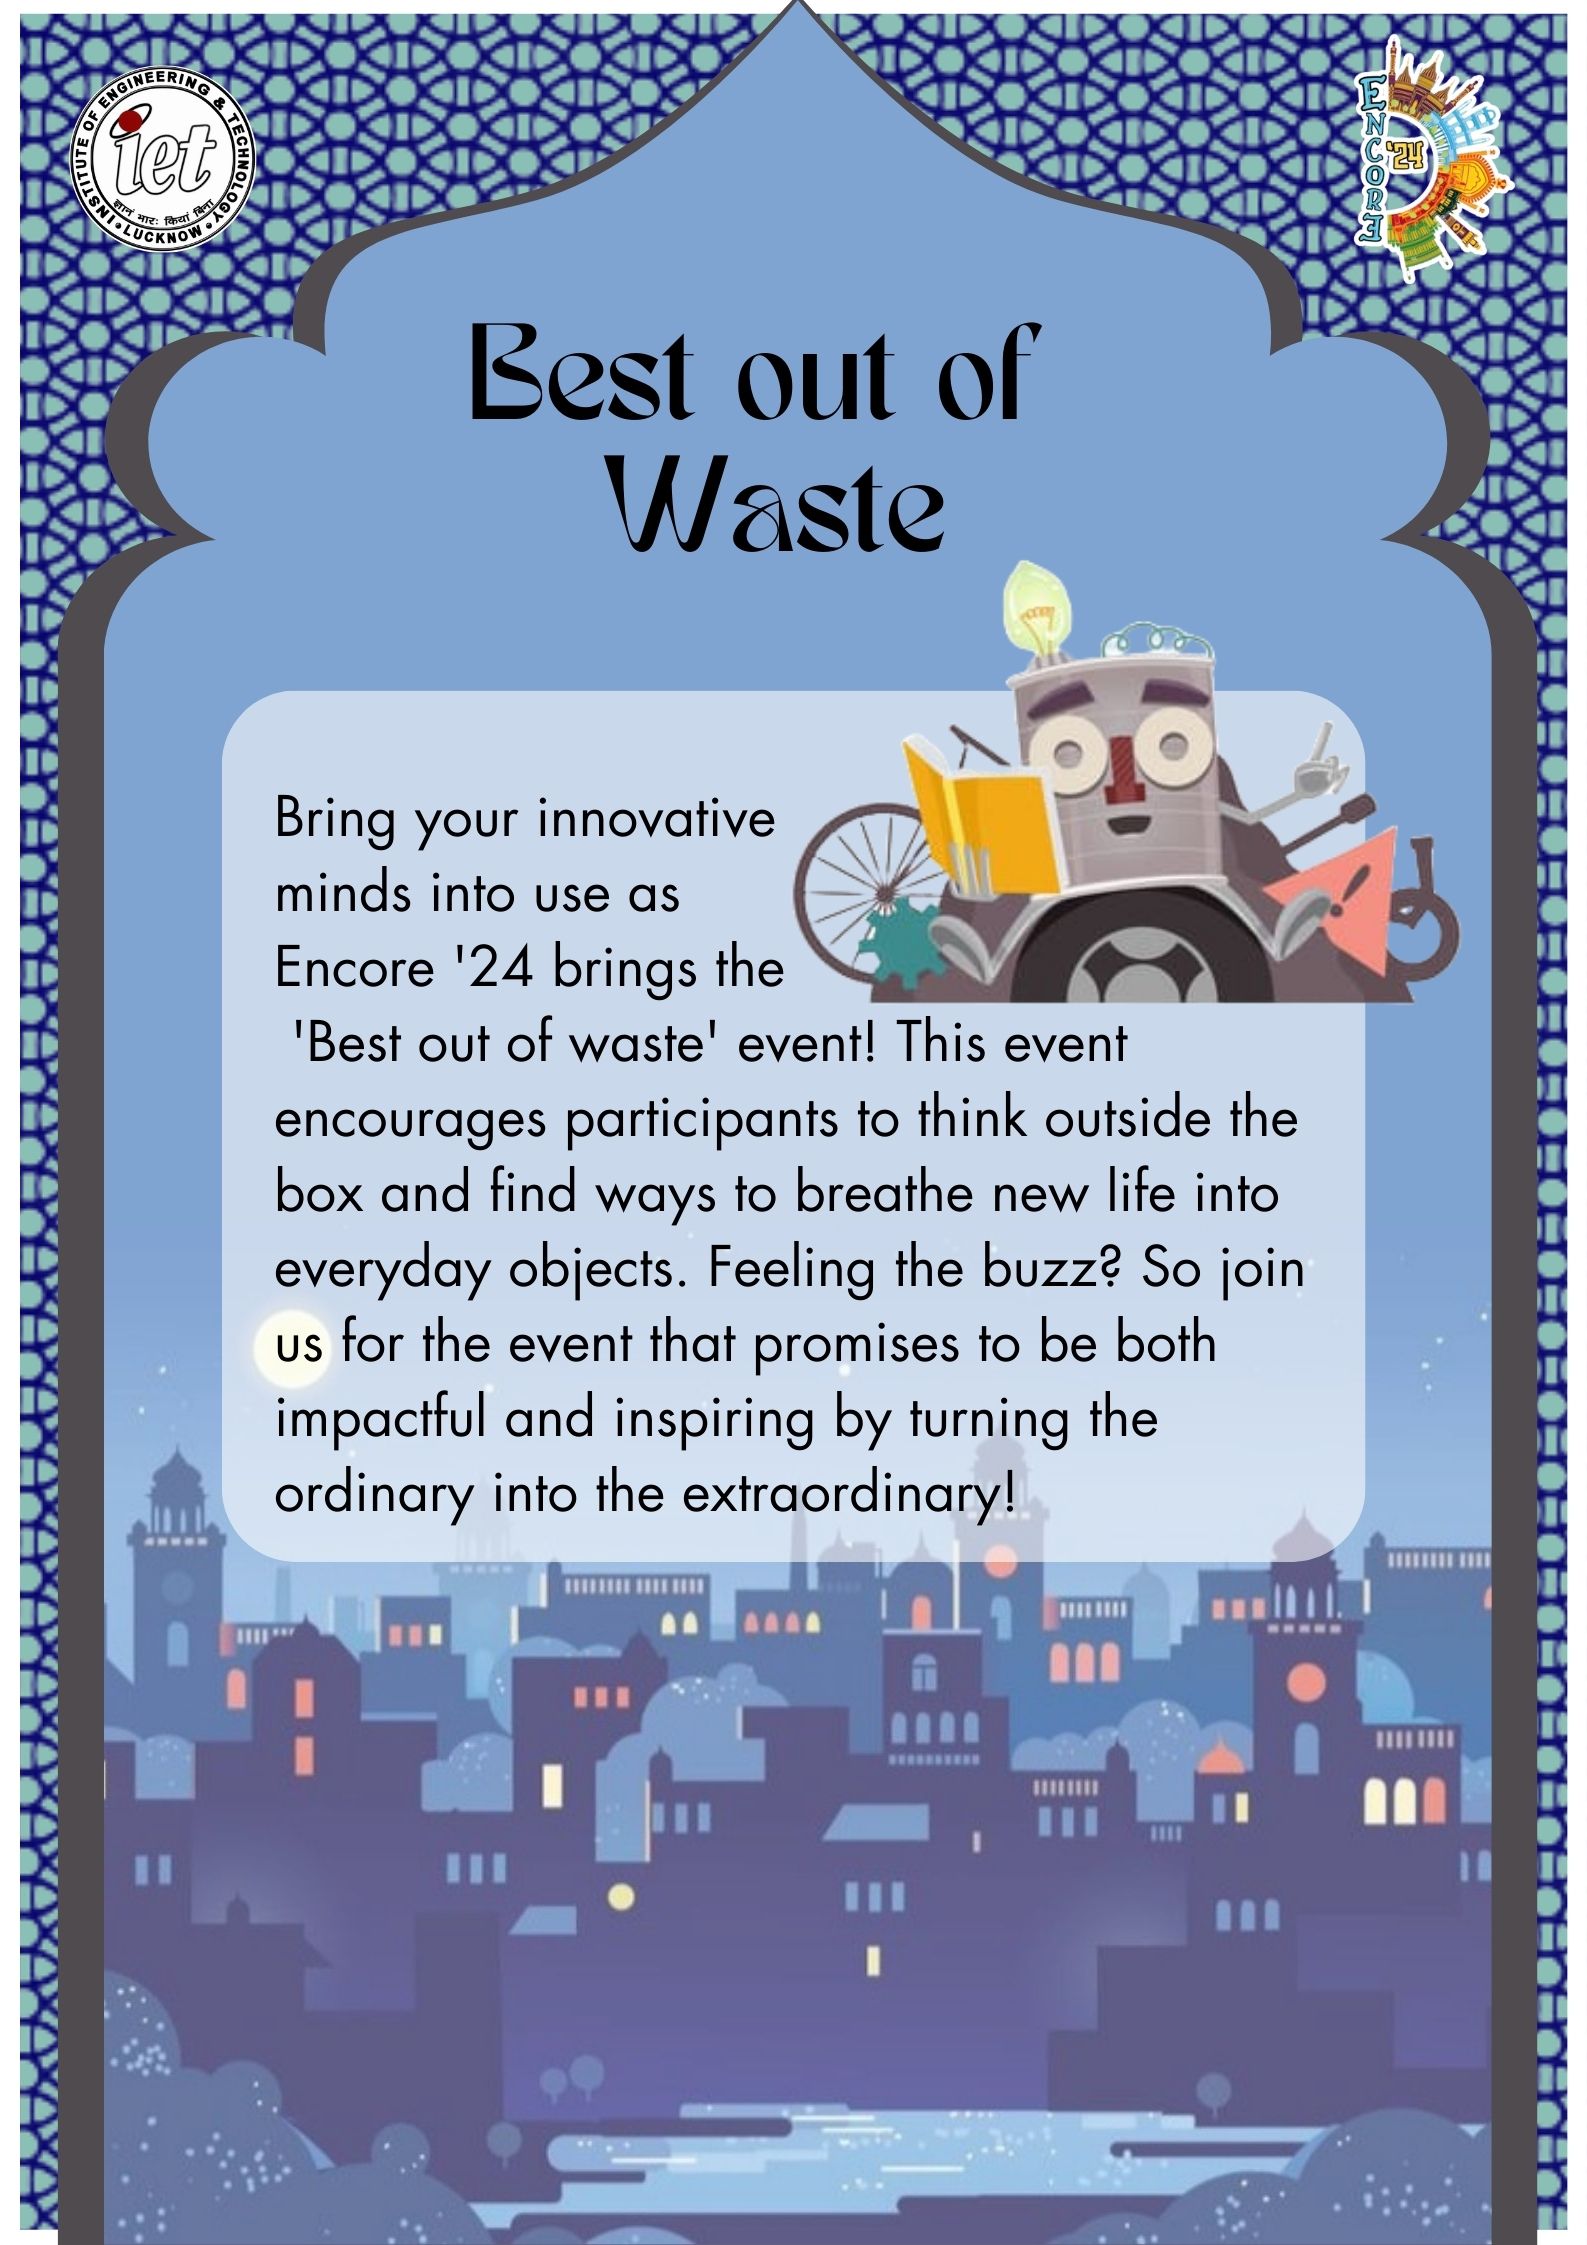 INSTITUTE OF ENGINEERING & TECHNOLOGY
iet
ज्ञानं भारः क्रियां बिना
• LUCKNOW •
ENCORE
'24
Best out of
Waste
Bring your innovative
minds into use as
Encore '24 brings the
'Best out of waste' event! This event
encourages participants to think outside the
box and find ways to breathe new life into
everyday objects. Feeling the buzz? So join
us for the event that promises to be both
impactful and inspiring by turning the
ordinary into the extraordinary!